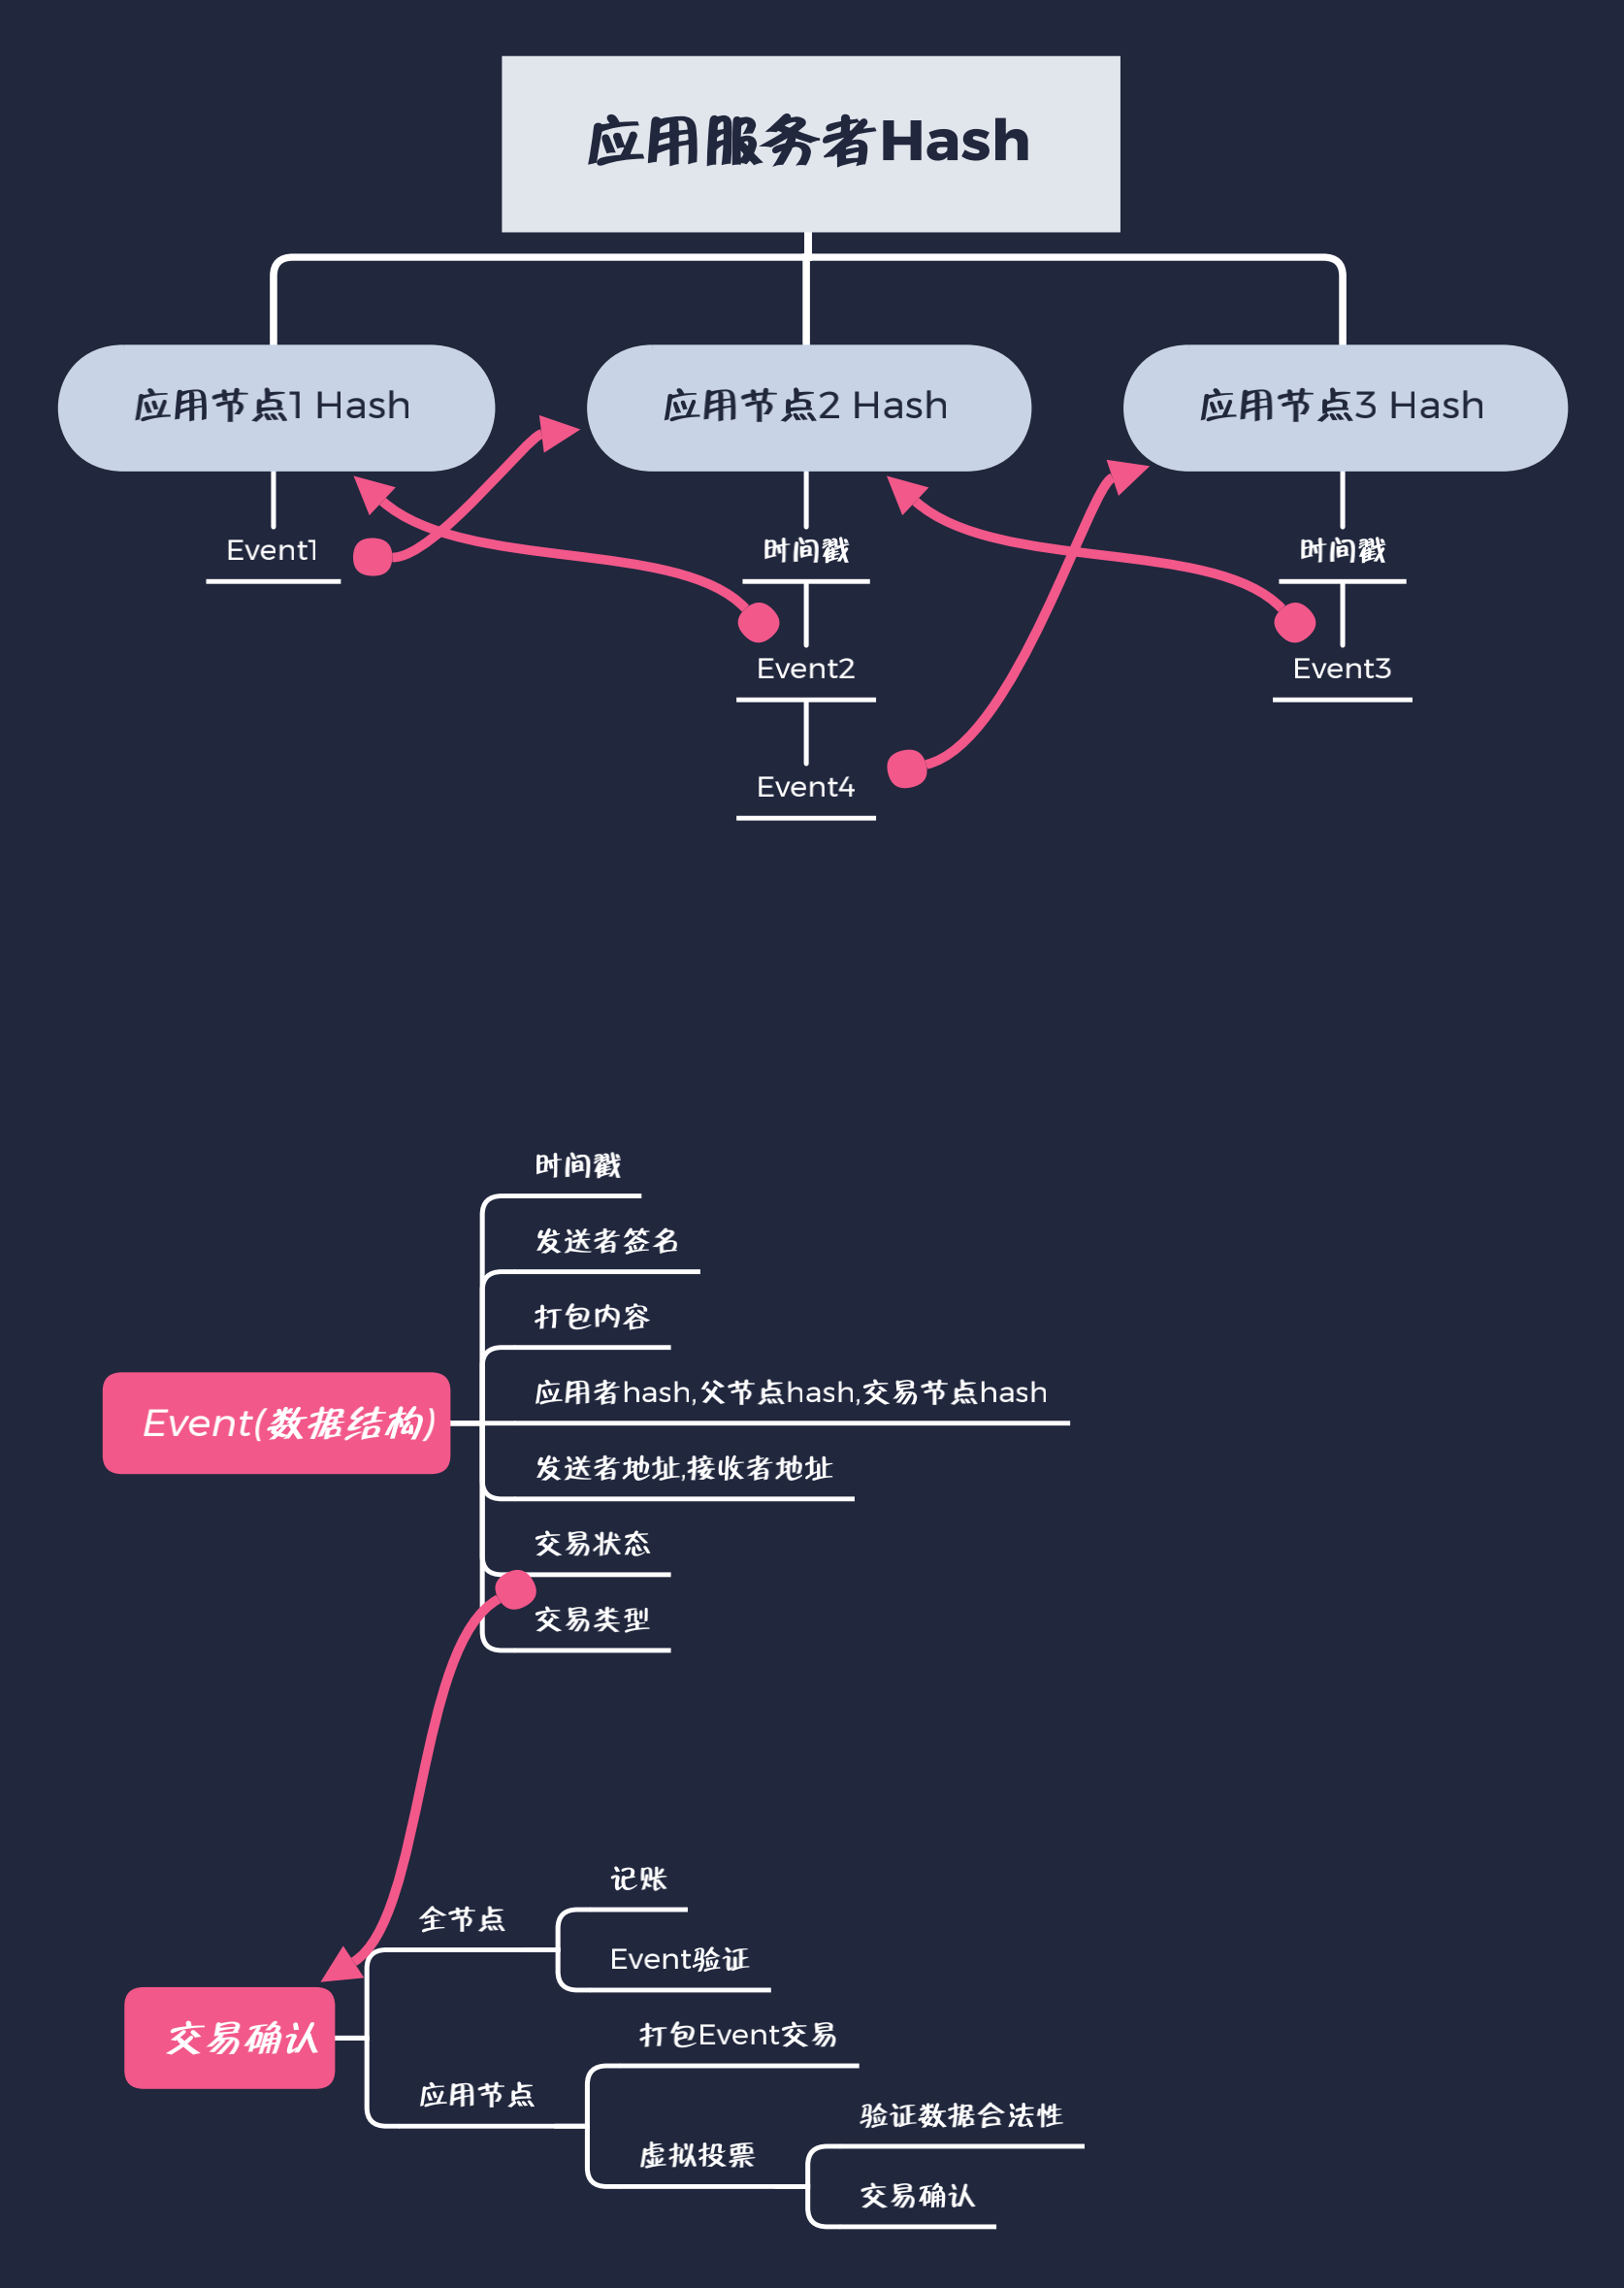 应用服务者Hash
应用节点1 Hash
应用节点2 Hash
应用节点3 Hash
Event1
时间戳
时间戳
Event2
Event3
Event4
时间戳
发送者签名
打包内容
应用者hash,父节点hash,交易节点hash
Event(数据结构)
发送者地址,接收者地址
交易状态
交易类型
记账
全节点
Event验证
交易确认
打包Event交易
应用节点
验证数据合法性
虚拟投票
交易确认